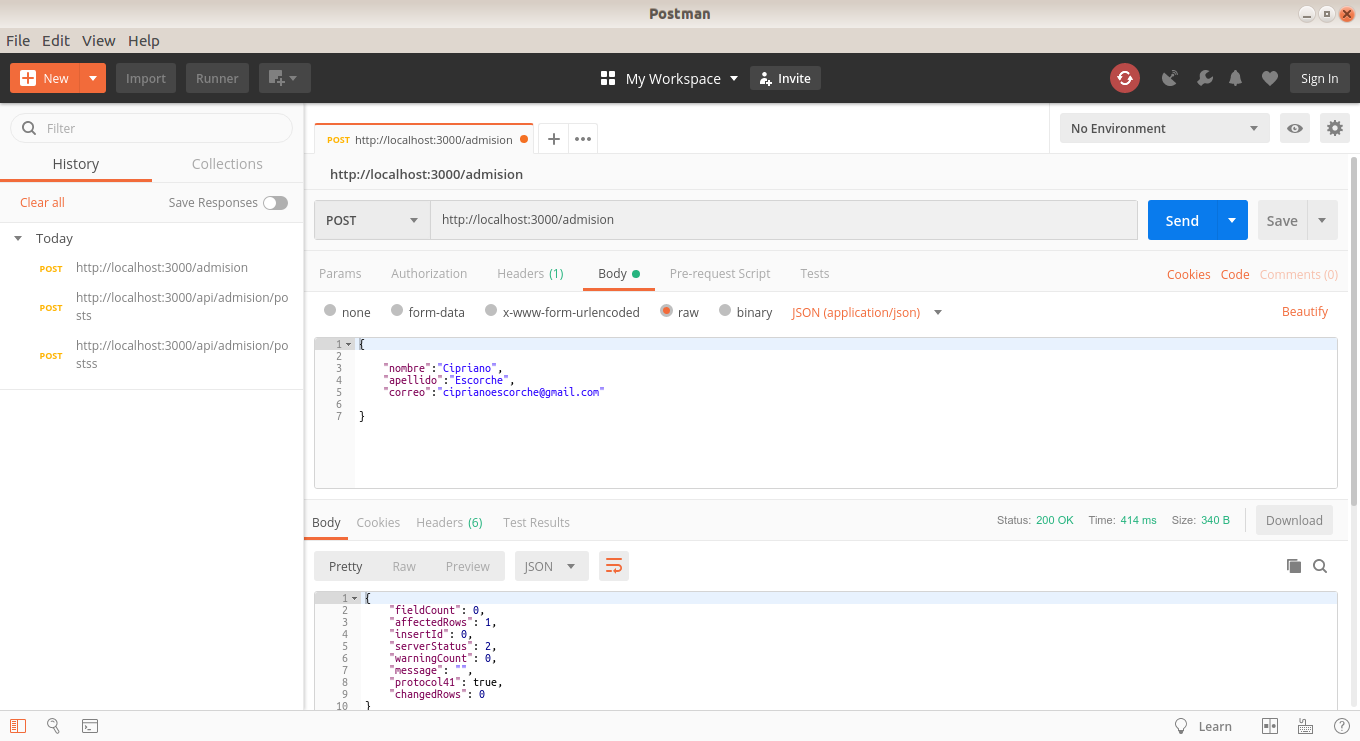 Postman
File Edit View Help
New Import Runner My Workspace Invite Sign In
Filter
History Collections
Clear all Save Responses
Today
POST http://localhost:3000/admision
POST http://localhost:3000/api/admision/po
sts
POST http://localhost:3000/api/admision/po
stss
POST http://localhost:3000/admision
No Environment
http://localhost:3000/admision
POST http://localhost:3000/admision Send Save
Params Authorization Headers (1) Body Pre-request Script Tests Cookies Code Comments (0)
none form-data x-www-form-urlencoded raw binary JSON (application/json) Beautify
1 {
2
3 "nombre":"Cipriano",
4 "apellido":"Escorche",
5 "correo":"ciprianoescorche@gmail.com"
6
7 }
Body Cookies Headers (6) Test Results Status: 200 OK Time: 414 ms Size: 340 B Download
Pretty Raw Preview JSON
1 {
2 "fieldCount": 0,
3 "affectedRows": 1,
4 "insertId": 0,
5 "serverStatus": 2,
6 "warningCount": 0,
7 "message": "",
8 "protocol41": true,
9 "changedRows": 0
10 }
Learn